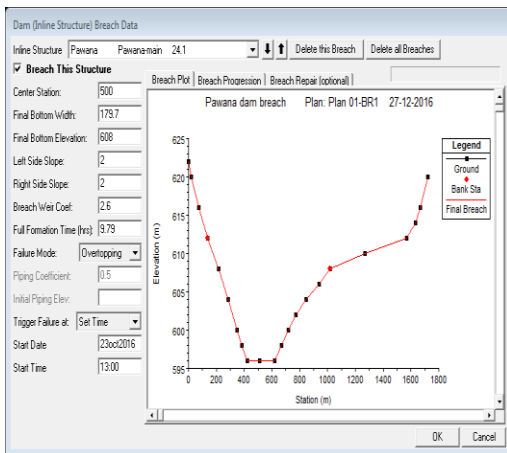 Dam (Inline Structure) Breach Data
Inline Structure Pawana Pawana-main 24.1 Delete this Breach Delete all Breaches
Breach This Structure
Breach Plot Breach Progression Breach Repair (optional)
Center Station: 500
Final Bottom Width: 179.7
Final Bottom Elevation: 608
Left Side Slope: 2
Right Side Slope: 2
Breach Weir Coef: 2.6
Full Formation Time (hrs): 9.79
Failure Mode: Overtopping
Piping Coefficient: 0.5
Initial Piping Elev:
Trigger Failure at: Set Time
Start Date 23oct2016
Start Time 13:00
Pawana dam breach Plan: Plan 01-BR1 27-12-2016
Legend
Ground
Bank Sta
Final Breach
Elevation (m)
625
620
615
610
605
600
595
0 200 400 600 800 1000 1200 1400 1600 1800
Station (m)
OK Cancel